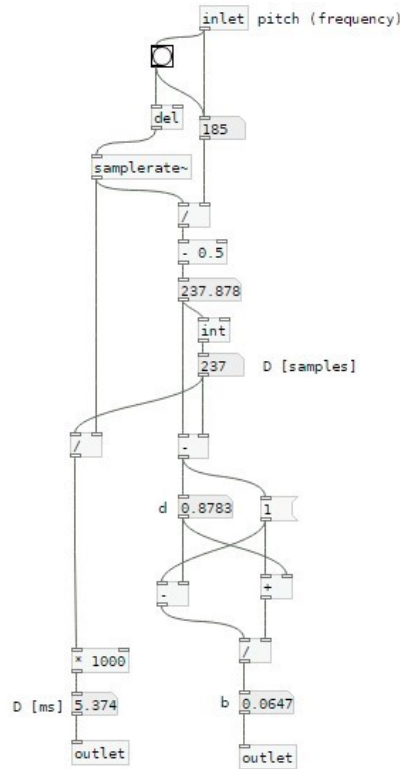 inlet pitch (frequency)
del
185
samplerate~
/
- 0.5
237.878
int
237 D [samples]
/
-
d 0.8783 1
-
+
/
* 1000
D [ms] 5.374
b 0.0647
outlet
outlet